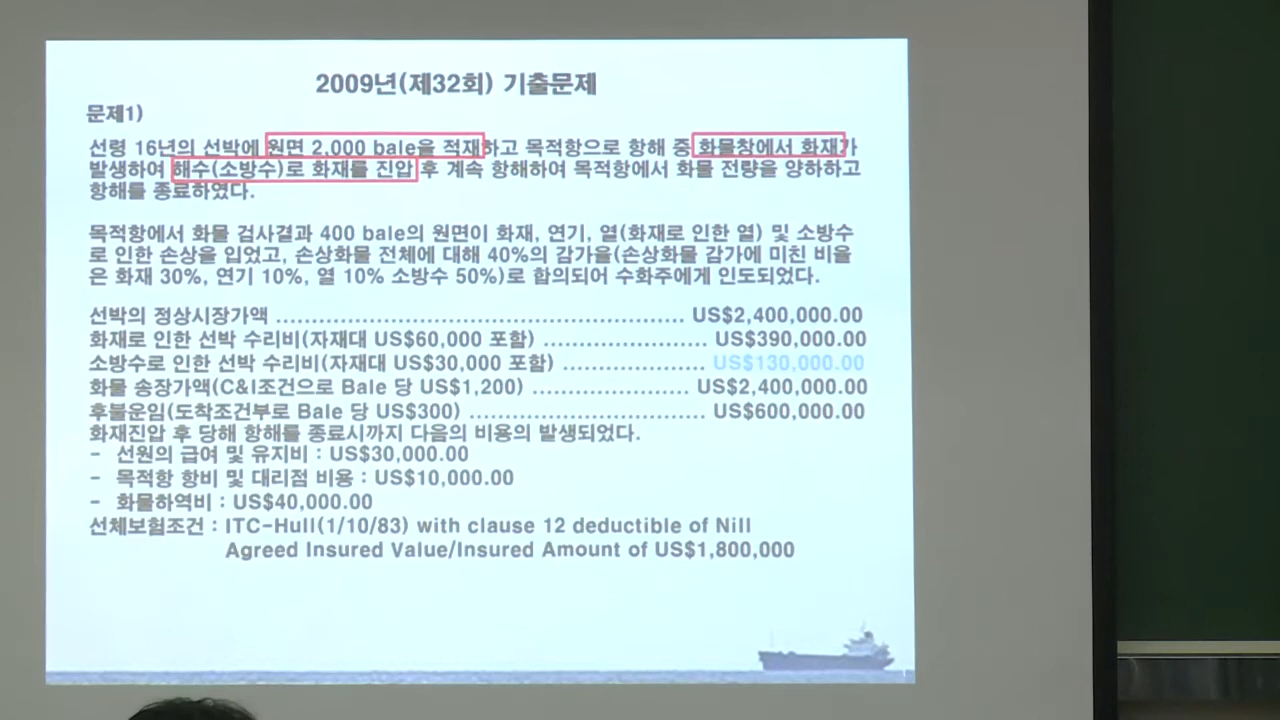 2009년(제32회) 기출문제
문제1)
선령 16년의 선박에 원면 2,000 bale을 적재하고 목적항으로 항해 중 화물창에서 화재가
발생하여 해수(소방수)로 화재를 진압 후 계속 항해하여 목적항에서 화물 전량을 양하하고
항해를 종료하였다.
목적항에서 화물 검사결과 400 bale의 원면이 화재, 연기, 열(화재로 인한 열) 및 소방수
로 인한 손상을 입었고, 손상화물 전체에 대해 40%의 감가율(손상화물 감가에 미친 비율
은 화재 30%, 연기 10%, 열 10% 소방수 50%)로 합의되어 수화주에게 인도되었다.
선박의 정상시장가액 ........................................................ US$2,400,000.00
화재로 인한 선박 수리비(자재대 US$60,000 포함) ....................... US$390,000.00
소방수로 인한 선박 수리비(자재대 US$30,000 포함) .................... US$130,000.00
화물 송장가액(C&I조건으로 Bale 당 US$1,200) ...................... US$2,400,000.00
후불운임(도착조건부로 Bale 당 US$300) ................................. US$600,000.00
화재진압 후 당해 항해를 종료시까지 다음의 비용의 발생되었다.
- 선원의 급여 및 유지비 : US$30,000.00
- 목적항 항비 및 대리점 비용 : US$10,000.00
- 화물하역비 : US$40,000.00
선체보험조건 : ITC-Hull(1/10/83) with clause 12 deductible of Nill
Agreed Insured Value/Insured Amount of US$1,800,000